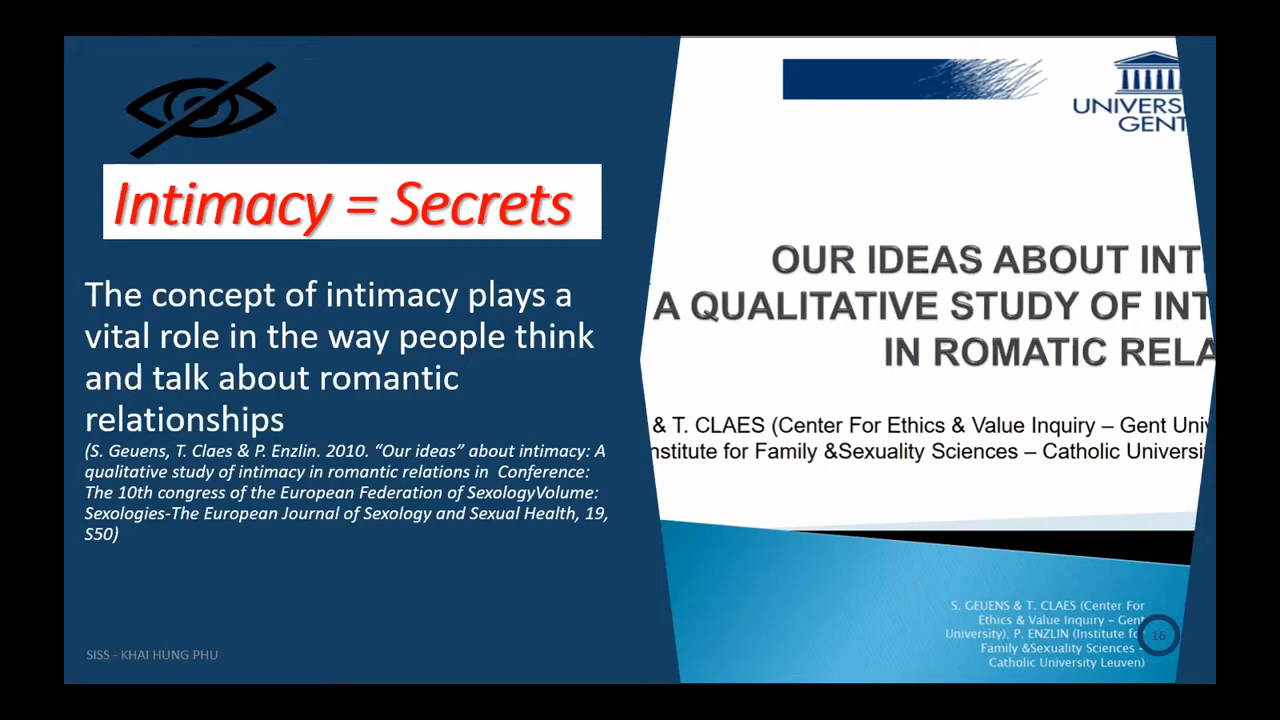 Intimacy = Secrets
The concept of intimacy plays a
vital role in the way people think
and talk about romantic
relationships
(S. Geuens, T. Claes & P. Enzlin. 2010. “Our ideas” about intimacy: A
qualitative study of intimacy in romantic relations in Conference:
The 10th congress of the European Federation of SexologyVolume:
Sexologies-The European Journal of Sexology and Sexual Health, 19,
S50)
SISS - KHAI HUNG PHU
UNIVERS
GENT
OUR IDEAS ABOUT INT
A QUALITATIVE STUDY OF INT
IN ROMATIC RELA
& T. CLAES (Center For Ethics & Value Inquiry – Gent Univ
nstitute for Family &Sexuality Sciences – Catholic Universi
S. GEUENS & T. CLAES (Center For
Ethics & Value Inquiry – Gent
University), P. ENZLIN (Institute for
Family &Sexuality Sciences -
Catholic University Leuven)
16